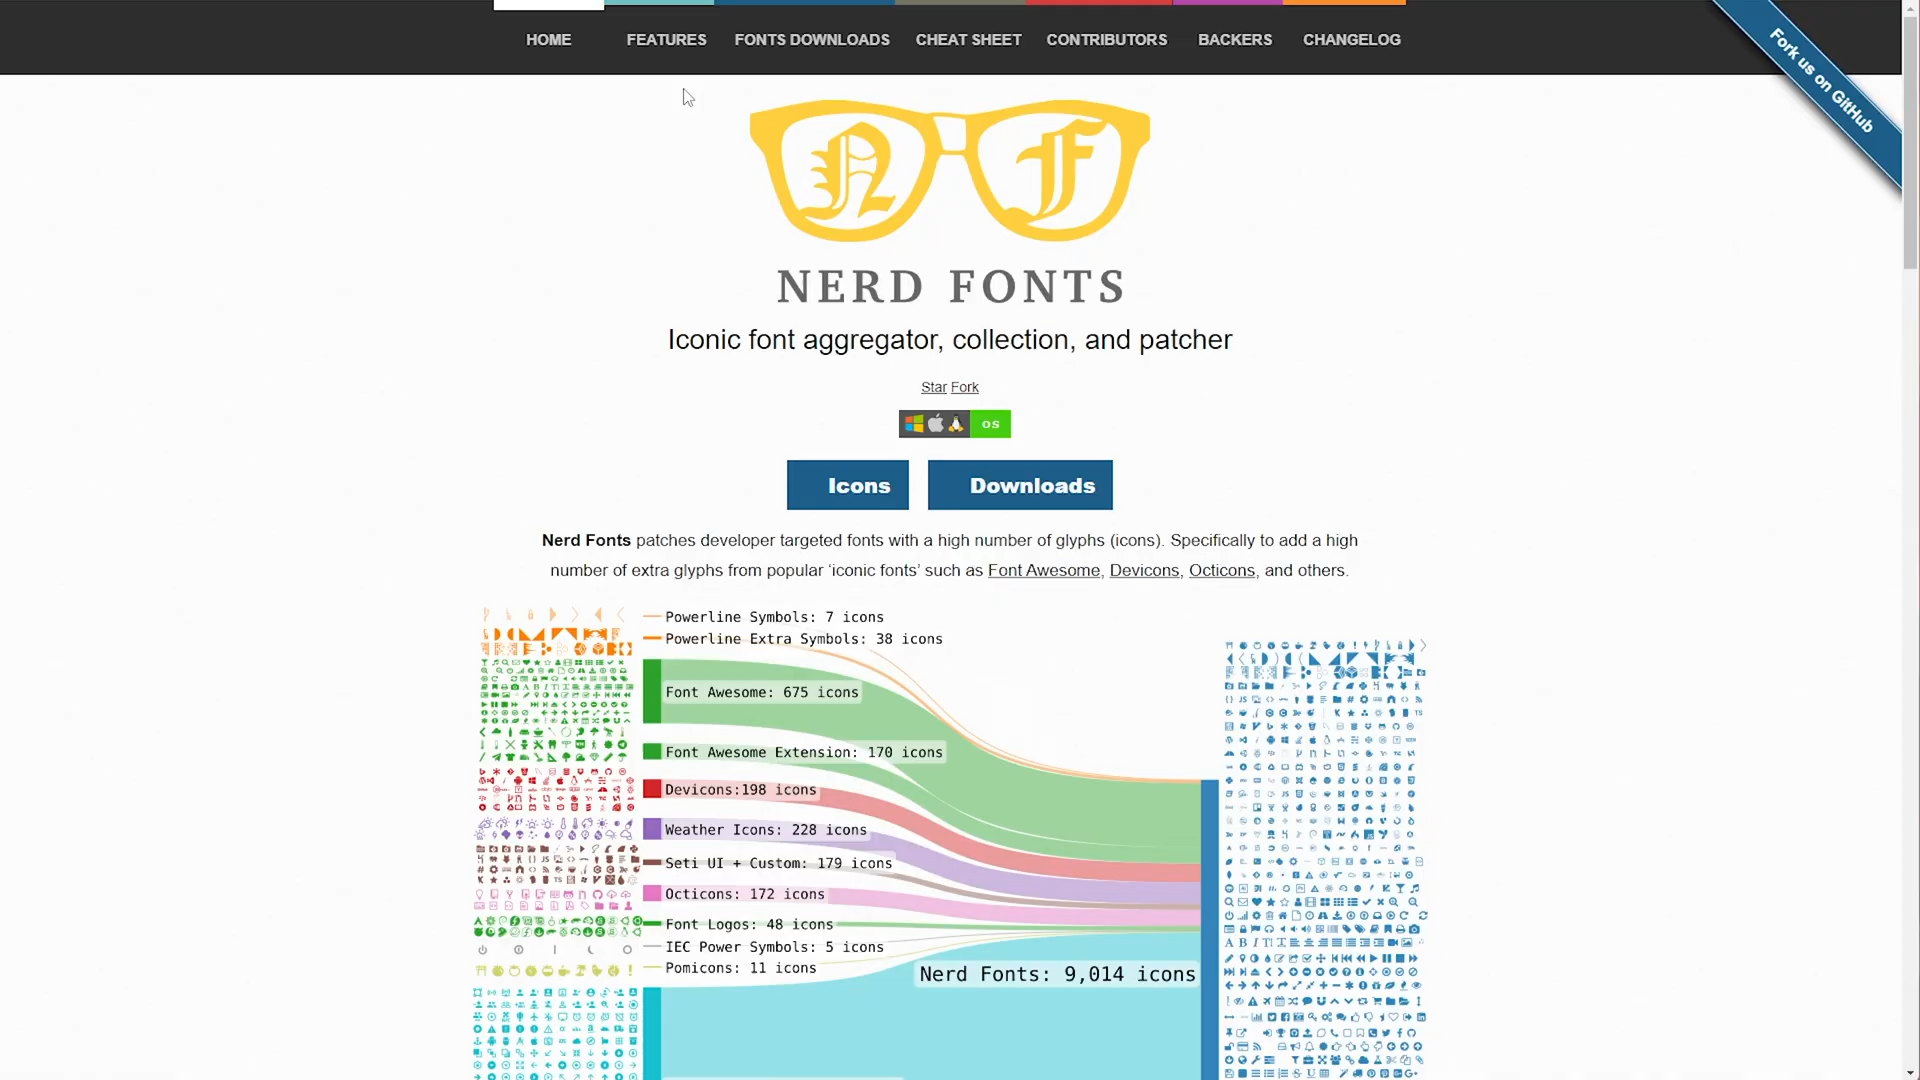 HOME FEATURES FONTS DOWNLOADS CHEAT SHEET CONTRIBUTORS BACKERS CHANGELOG
Fork us on GitHub
N F
NERD FONTS
Iconic font aggregator, collection, and patcher
Star Fork
os
Icons Downloads
Nerd Fonts patches developer targeted fonts with a high number of glyphs (icons). Specifically to add a high
number of extra glyphs from popular ‘iconic fonts’ such as Font Awesome, Devicons, Octicons, and others.
Powerline Symbols: 7 icons
Powerline Extra Symbols: 38 icons
Font Awesome: 675 icons
Font Awesome Extension: 170 icons
Devicons:198 icons
Weather Icons: 228 icons
Seti UI + Custom: 179 icons
Octicons: 172 icons
Font Logos: 48 icons
IEC Power Symbols: 5 icons
Pomicons: 11 icons
Nerd Fonts: 9,014 icons